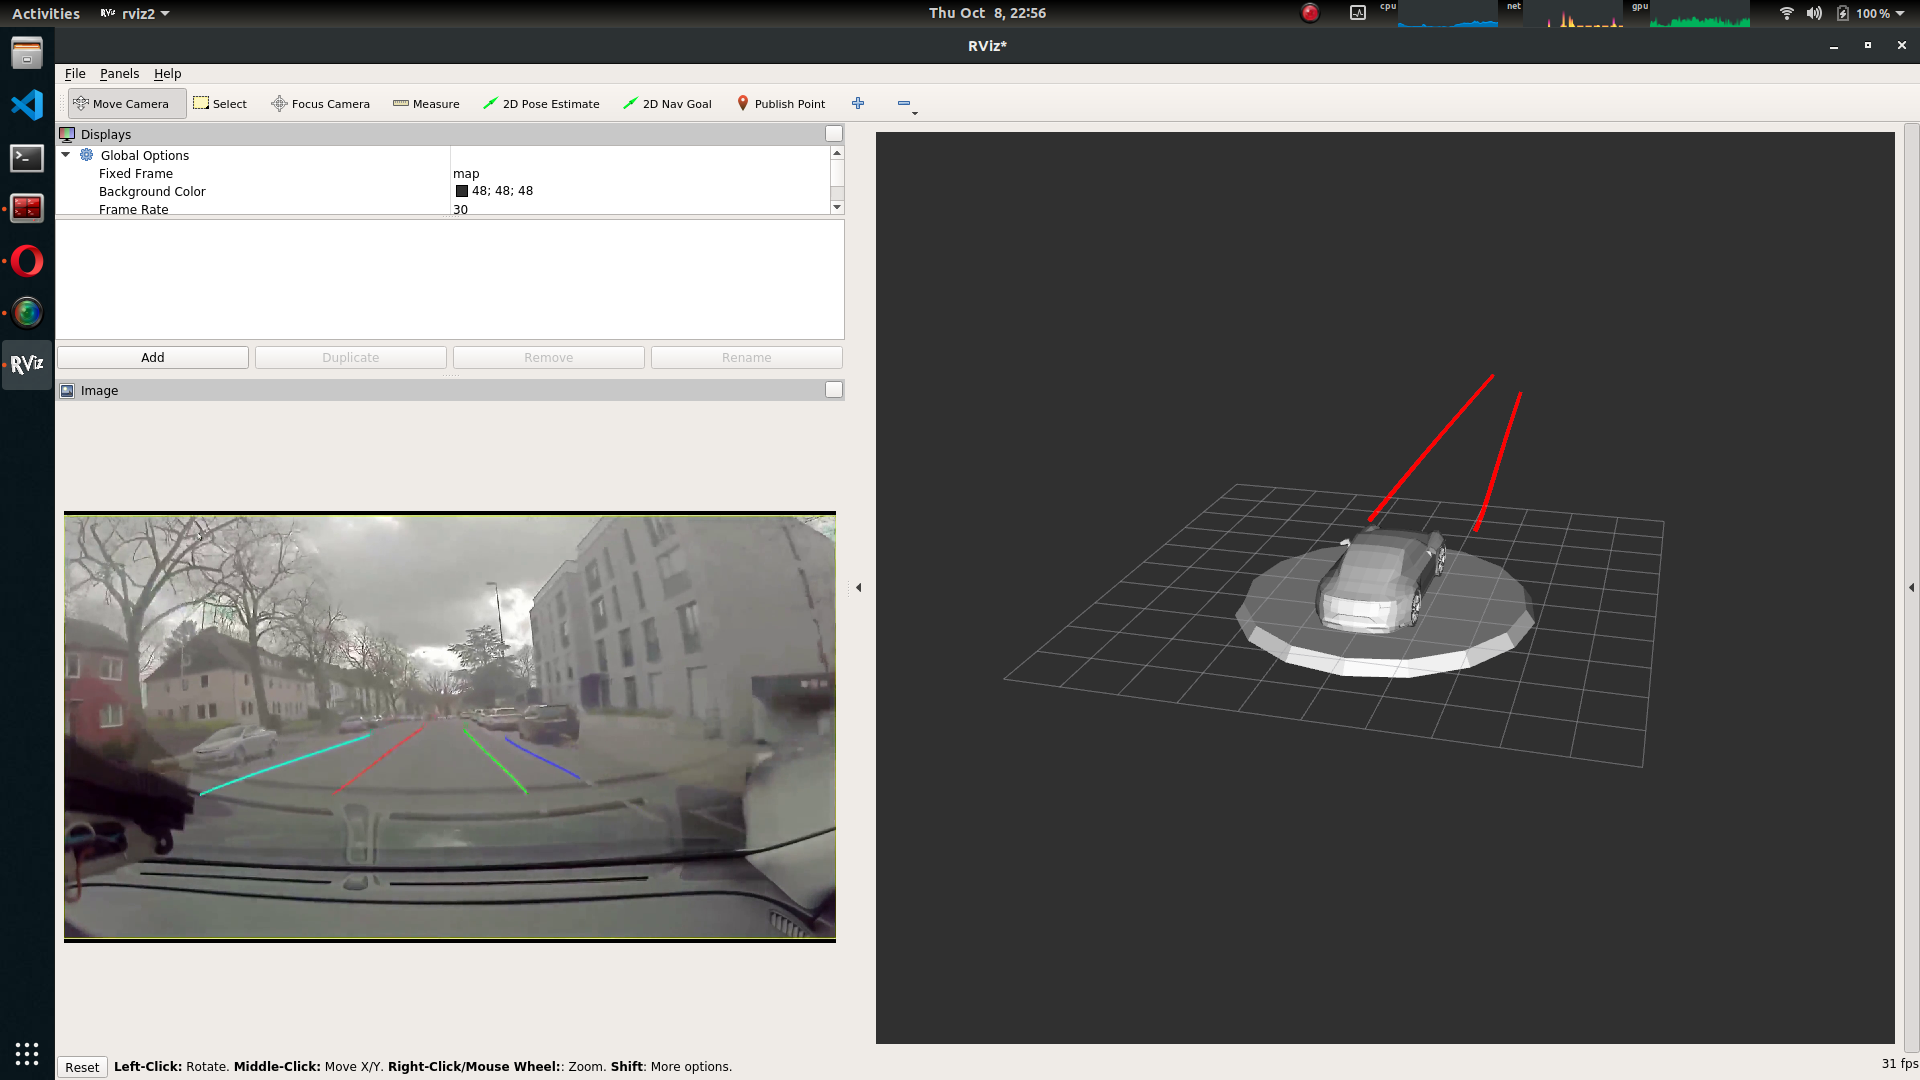 Activities
RViz rviz2
Thu Oct 8, 22:56
cpu
net
gpu
100 %
RViz*
File Panels Help
Move Camera Select Focus Camera Measure 2D Pose Estimate 2D Nav Goal Publish Point
Displays
Global Options
Fixed Frame map
Background Color 48; 48; 48
Frame Rate 30
Add Duplicate Remove Rename
RViz
Image
Reset Left-Click: Rotate. Middle-Click: Move X/Y. Right-Click/Mouse Wheel:: Zoom. Shift: More options.
31 fps